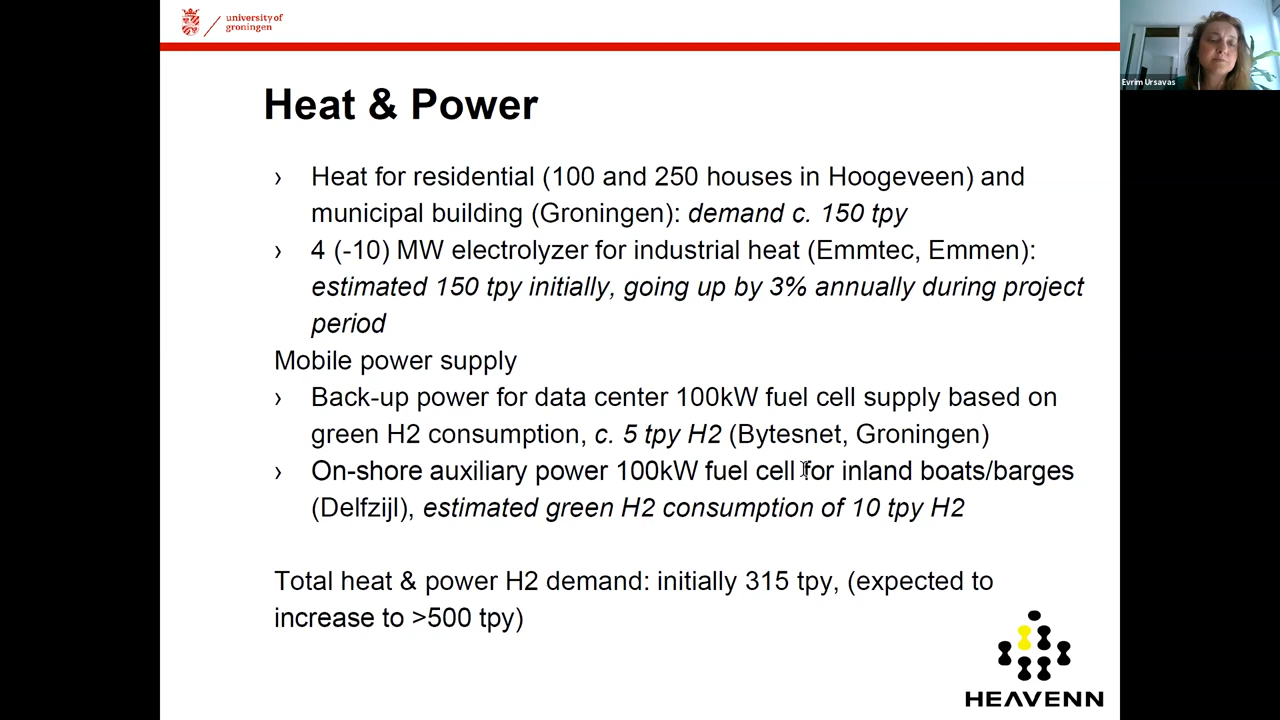 university of
groningen
Evrim Ursavas
Heat & Power
› Heat for residential (100 and 250 houses in Hoogeveen) and
municipal building (Groningen): demand c. 150 tpy
› 4 (-10) MW electrolyzer for industrial heat (Emmtec, Emmen):
estimated 150 tpy initially, going up by 3% annually during project
period
Mobile power supply
› Back-up power for data center 100kW fuel cell supply based on
green H2 consumption, c. 5 tpy H2 (Bytesnet, Groningen)
› On-shore auxiliary power 100kW fuel cell for inland boats/barges
(Delfzijl), estimated green H2 consumption of 10 tpy H2
Total heat & power H2 demand: initially 315 tpy, (expected to
increase to >500 tpy)
HEAVENN